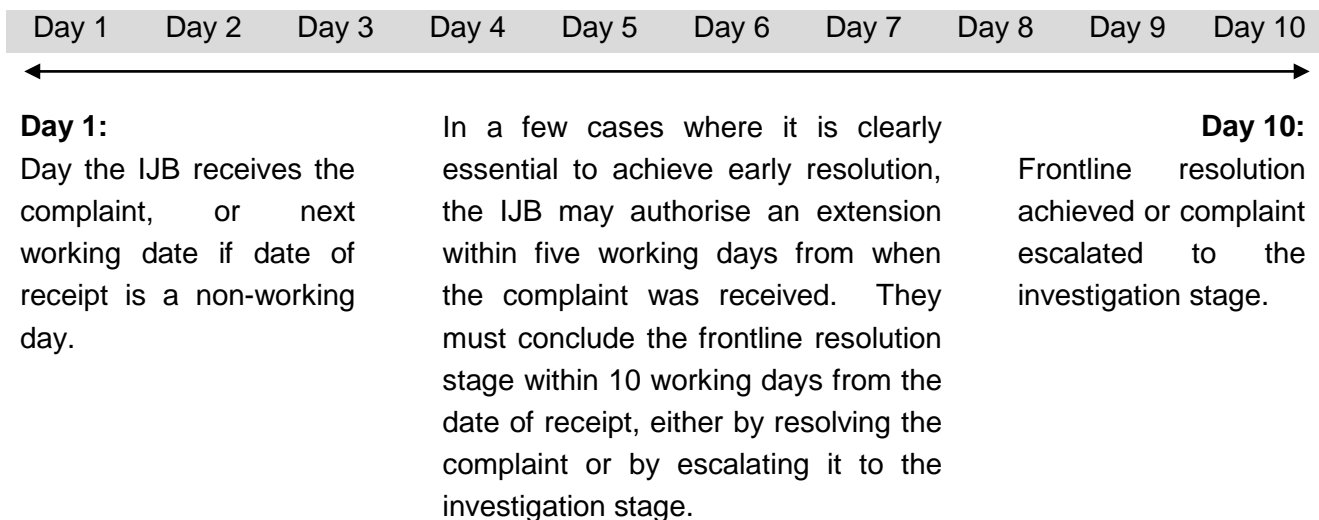 Day 1 Day 2 Day 3 Day 4 Day 5 Day 6 Day 7 Day 8 Day 9 Day 10
Day 1:
Day the IJB receives the
complaint, or next
working date if date of
receipt is a non-working
day.
In a few cases where it is clearly
essential to achieve early resolution,
the IJB may authorise an extension
within five working days from when
the complaint was received. They
must conclude the frontline resolution
stage within 10 working days from the
date of receipt, either by resolving the
complaint or by escalating it to the
investigation stage.
Day 10:
Frontline resolution
achieved or complaint
escalated to the
investigation stage.